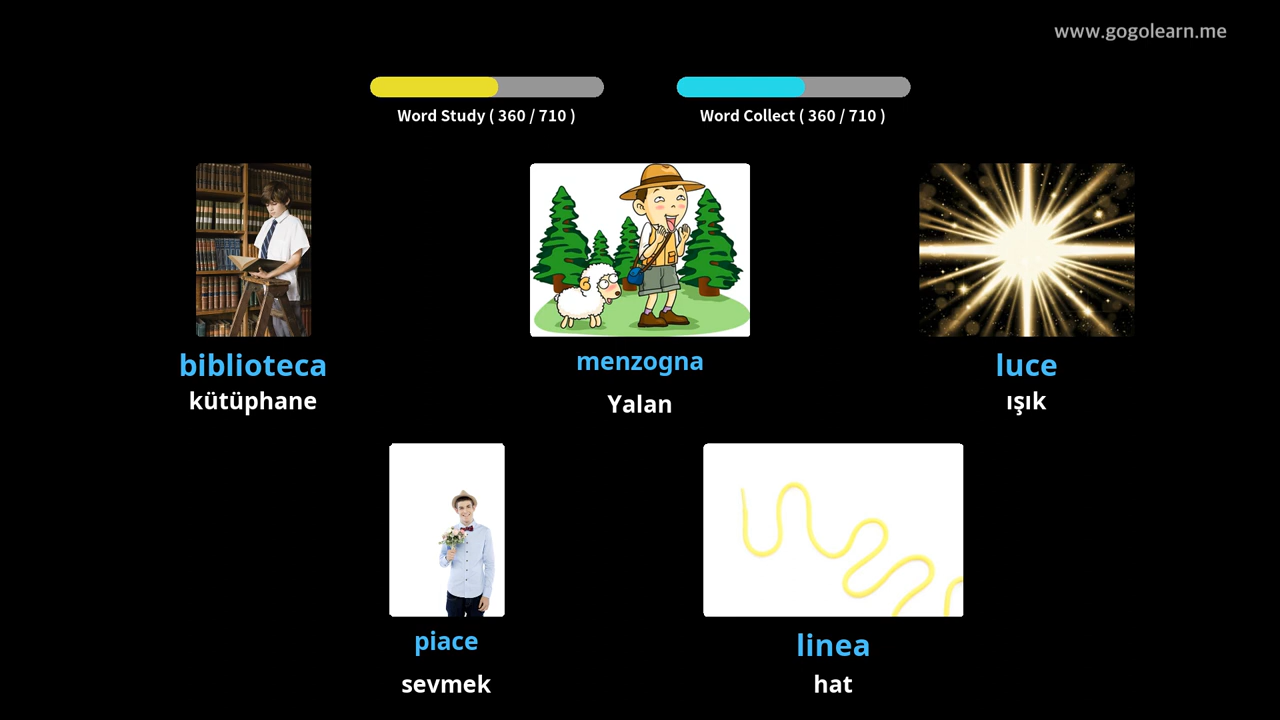 www.gogolearn.me
Word Study ( 360 / 710 )
Word Collect ( 360 / 710 )
biblioteca
kütüphane
menzogna
Yalan
luce
ışık
piace
sevmek
linea
hat